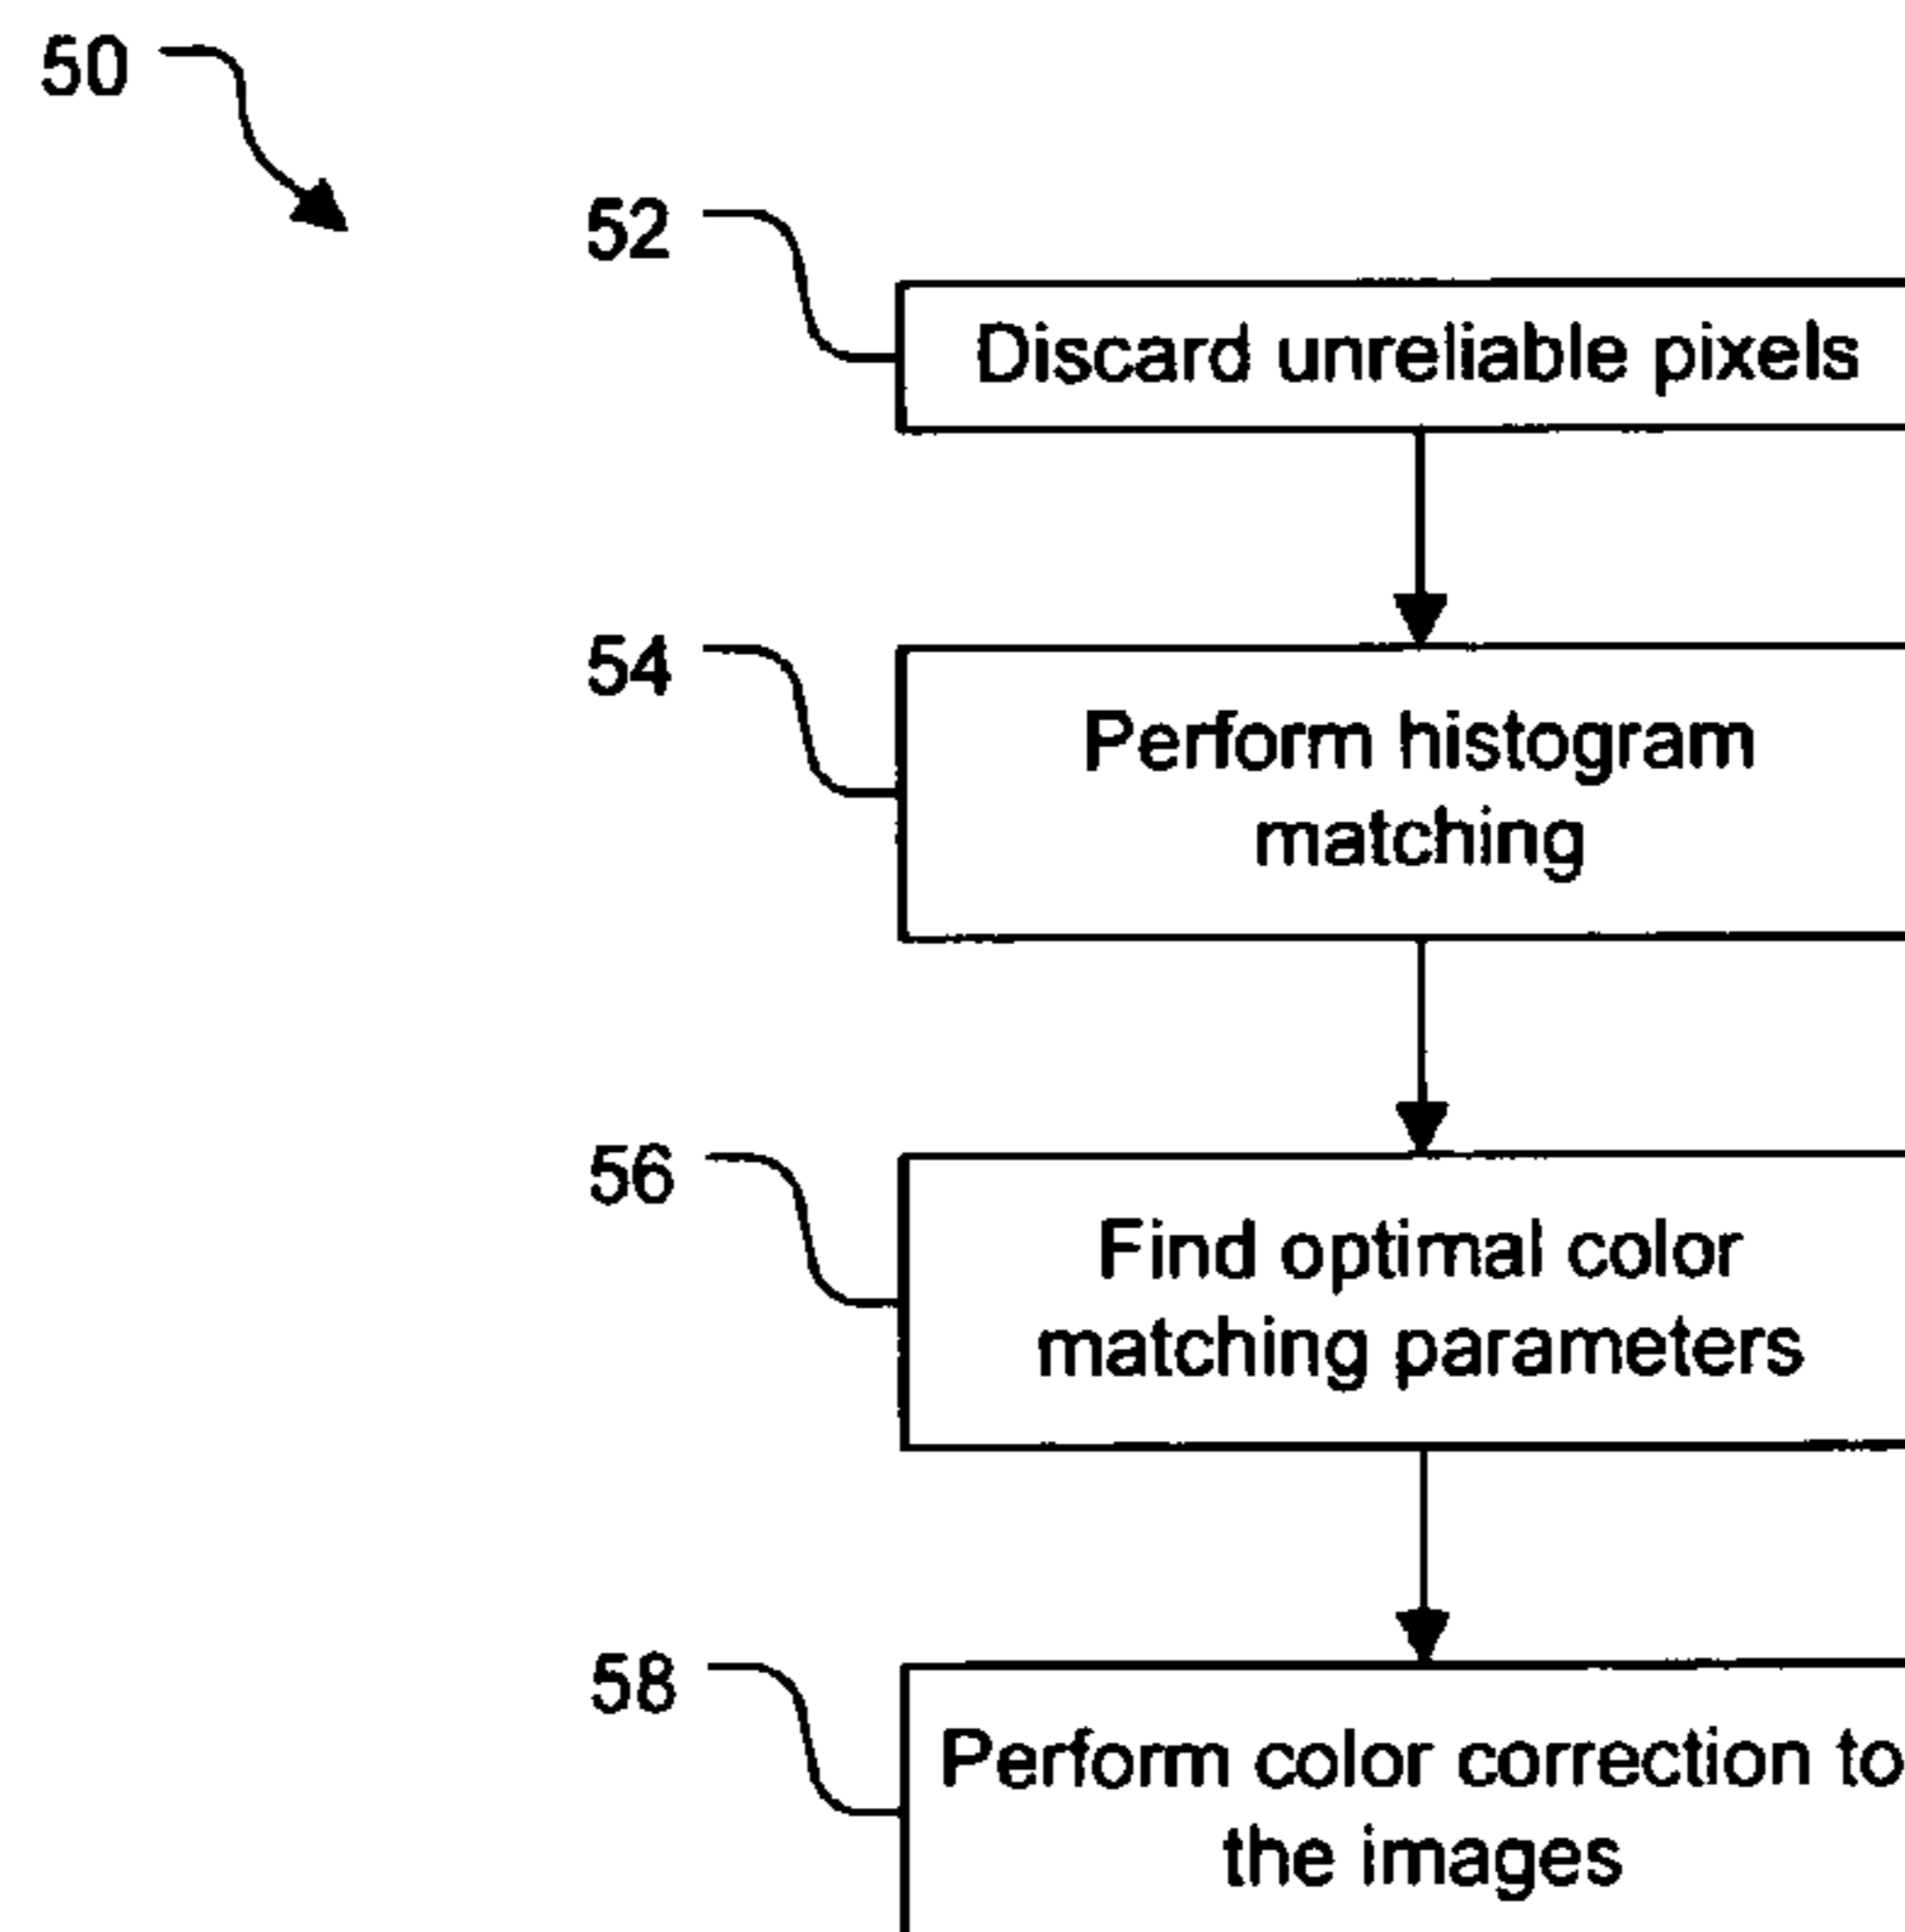 50
52
Discard unreliable pixels
54
Perform histogram
matching
56
Find optimal color
matching parameters
58
Perform color correction to
the images